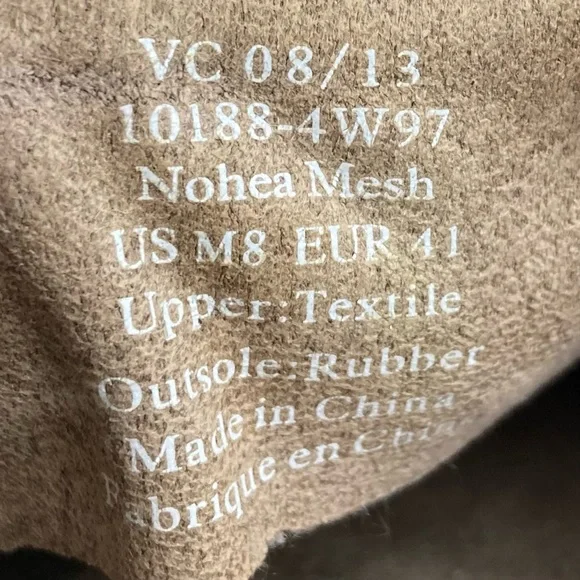 VC 08/13
10188-4W97
Nohea Mesh
US M8 EUR 41
Upper:Textile
Outsole:Rubber
Made in China
Fabrique en Chin